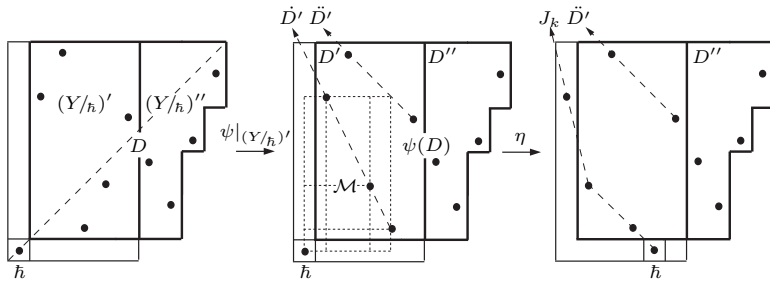 Ḋ′ D̈′ J_k D̈′
D′ D″ D″
(Y/ℏ)′ (Y/ℏ)″
ψ|_{(Y/ℏ)′} D ψ(D) η
ℳ
ℏ ℏ ℏ